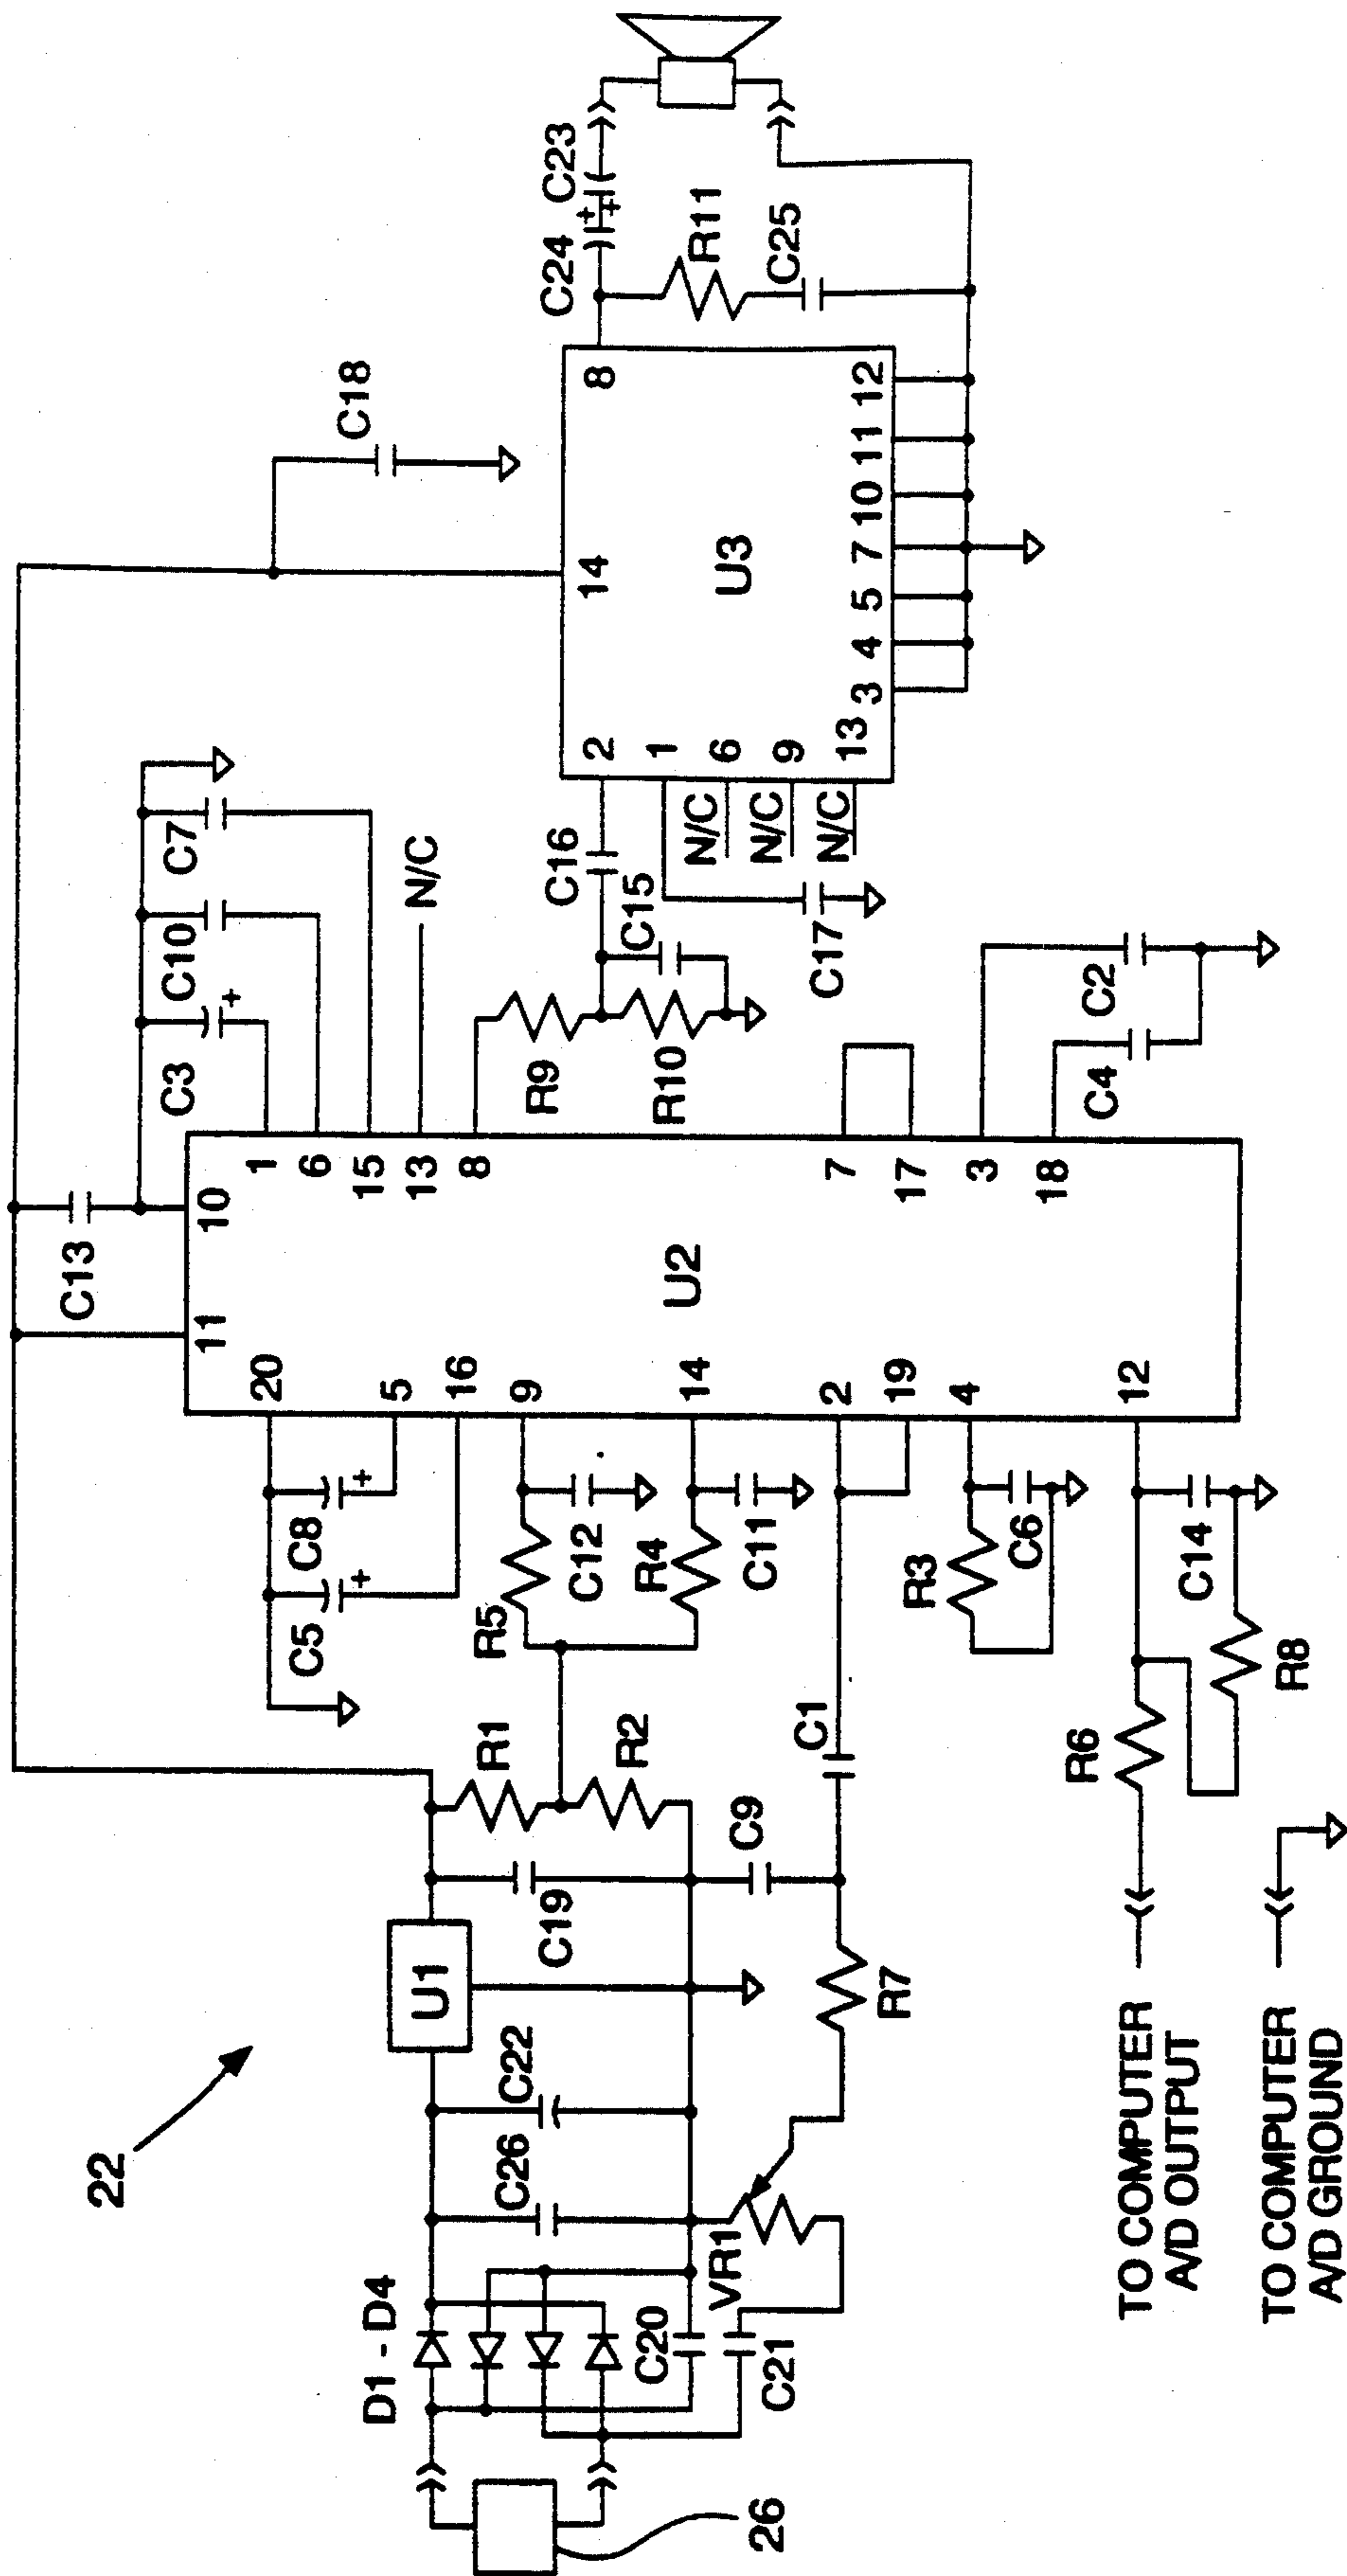 22
26
D1 - D4
C20
C21
VR1
C26
C22
U1
C19
C9
R7
R1
R2
C1
C5
C8
+
+
R5
C12
R4
C11
R3
C6
R6
C14
R8
TO COMPUTER
A/D OUTPUT
TO COMPUTER
A/D GROUND
U2
20
5
16
9
14
2
19
4
12
11
10
1
6
15
13
8
7
17
3
18
C13
C3
+
C10
C7
N/C
R9
R10
C15
C16
C17
C4
C2
U3
2
1
6
9
13
N/C
N/C
N/C
14
8
3
4
5
7
10
11
12
C18
C24
+
+
C23
R11
C25